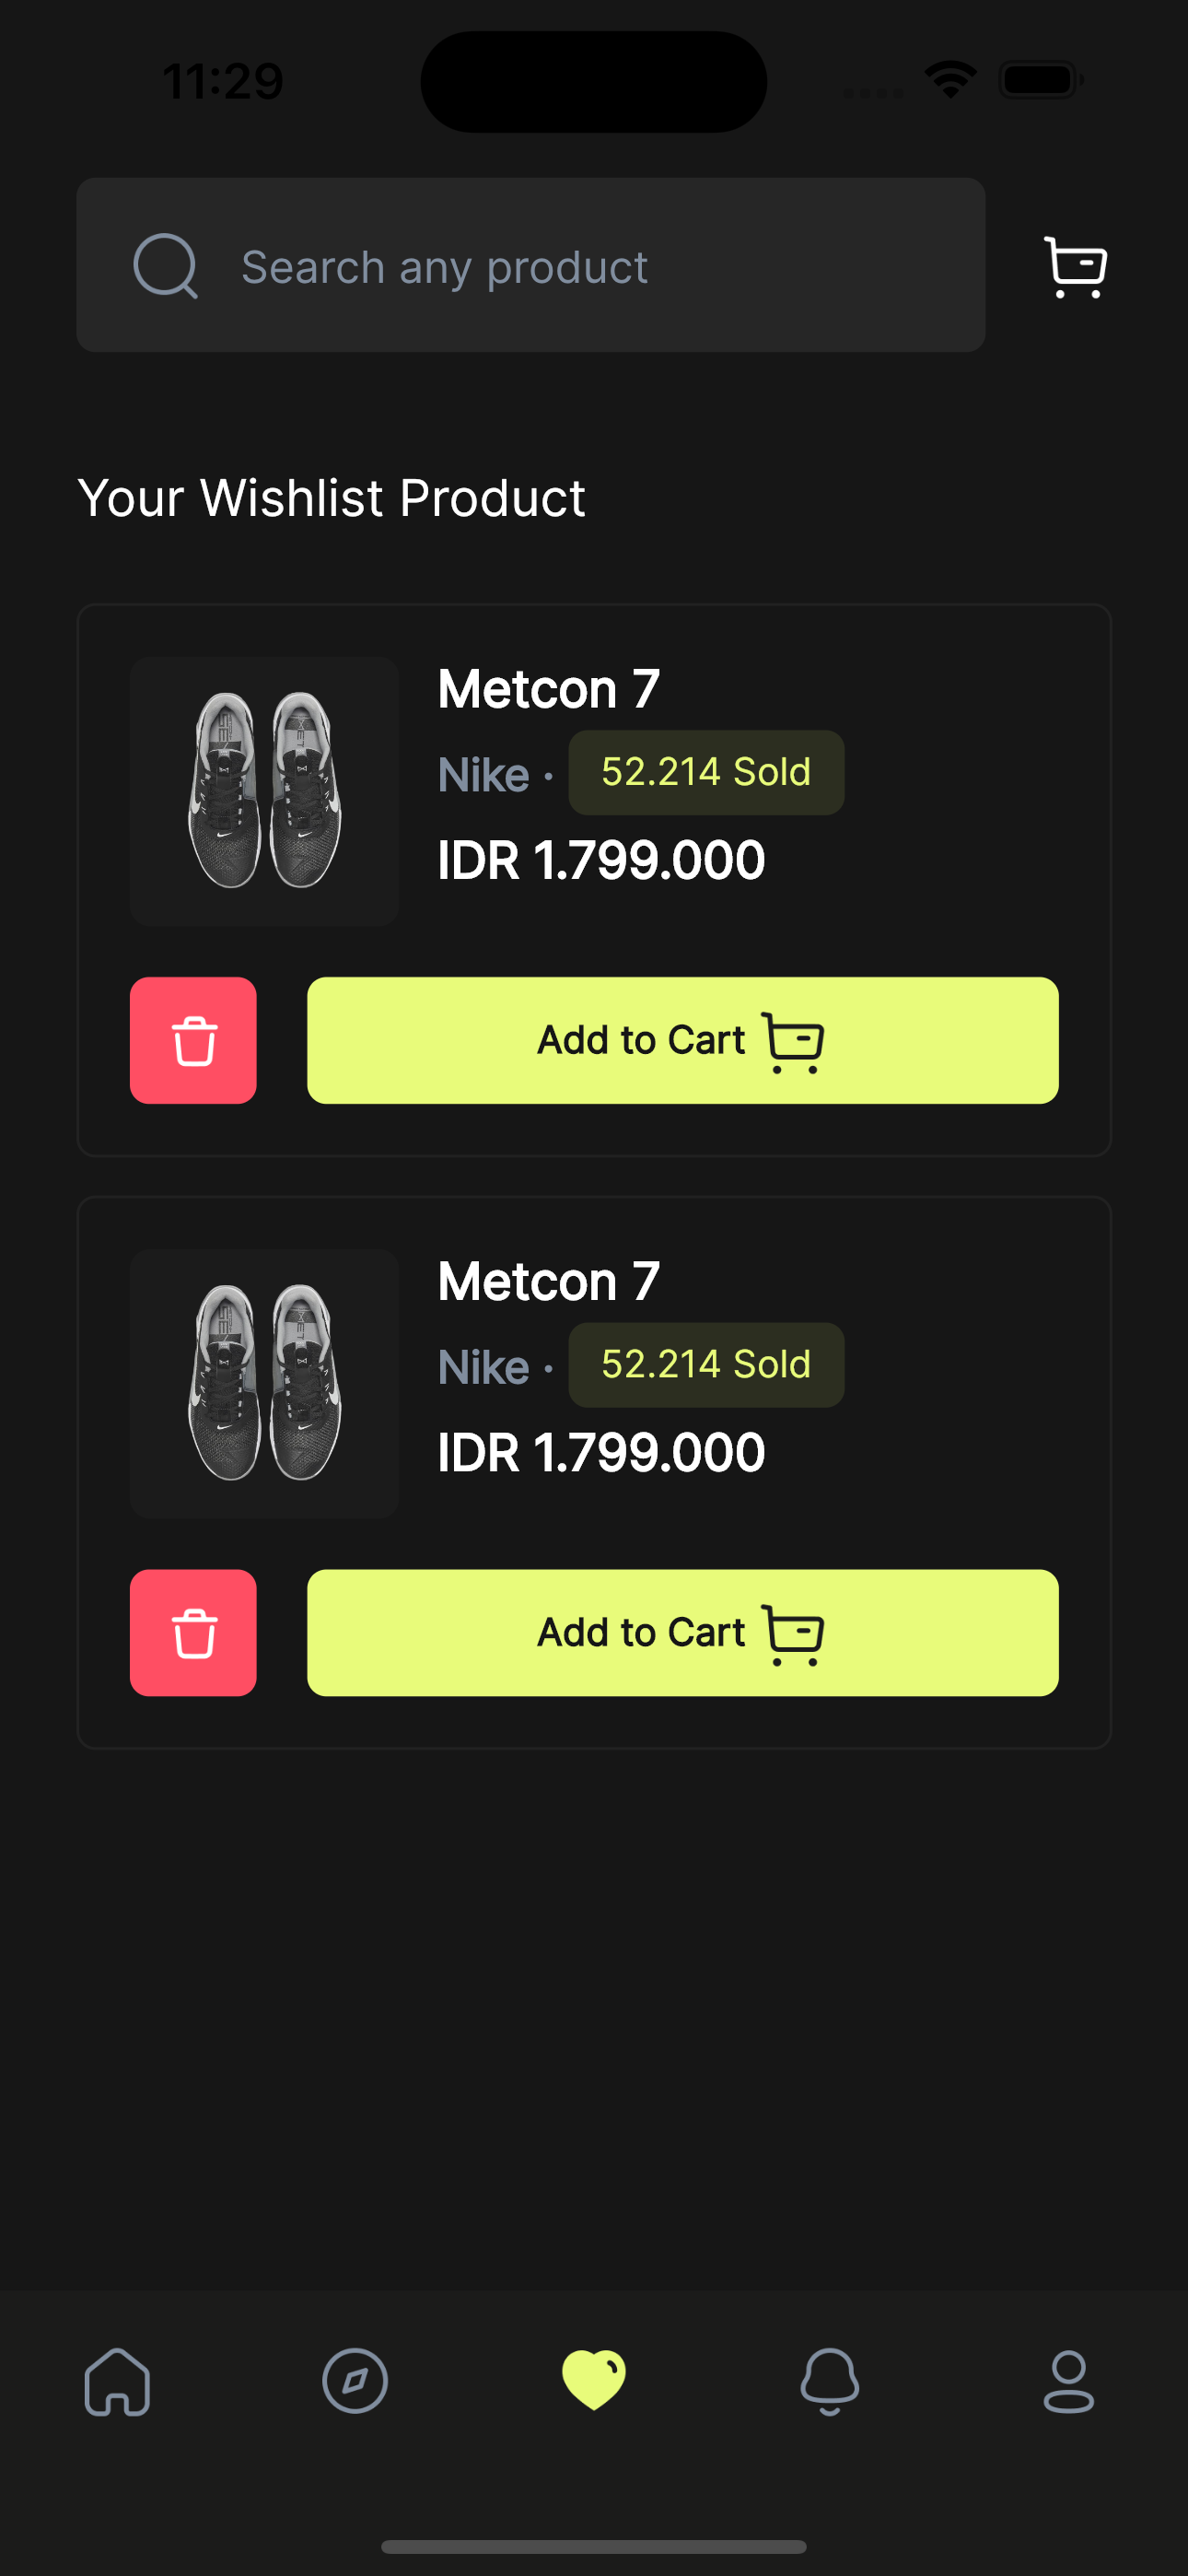 11:29
Search any product
Your Wishlist Product
Metcon 7
Nike · 52.214 Sold
IDR 1.799.000
Add to Cart
Metcon 7
Nike · 52.214 Sold
IDR 1.799.000
Add to Cart